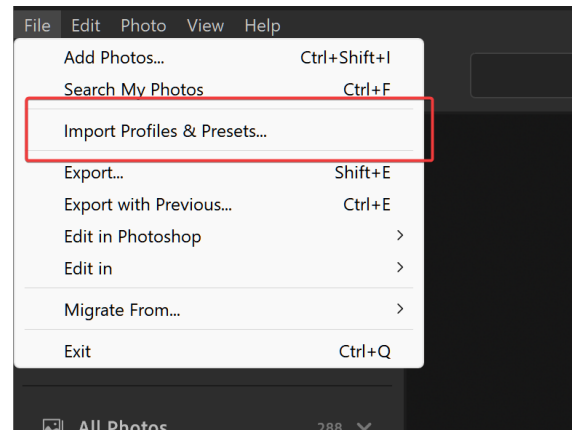 File Edit Photo View Help
Add Photos... Ctrl+Shift+I
Search My Photos Ctrl+F
Import Profiles & Presets...
Export... Shift+E
Export with Previous... Ctrl+E
Edit in Photoshop
Edit in
Migrate From...
Exit Ctrl+Q
All Photos 288